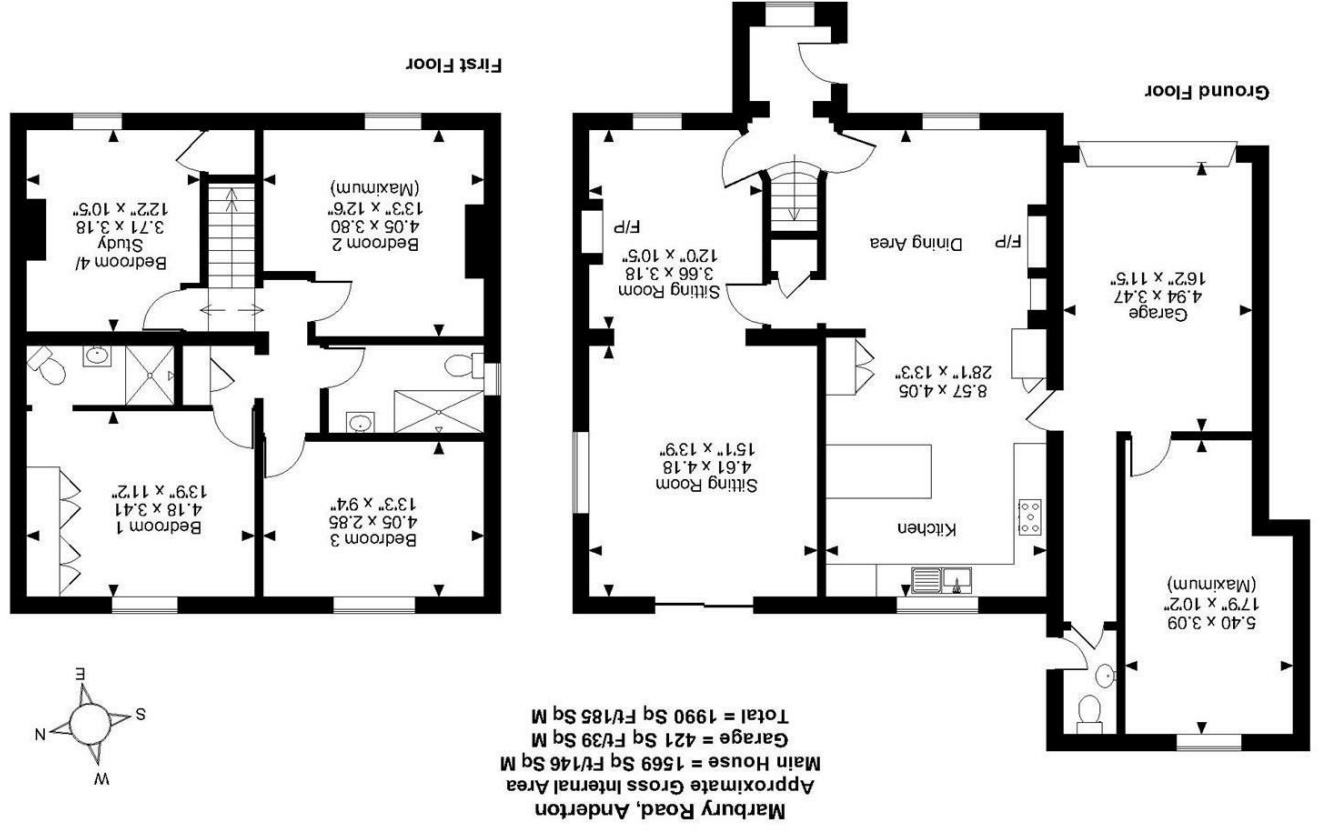 Marbury Road, Anderton
Approximate Gross Internal Area
Main House = 1569 Sq Ft/146 Sq M
Garage = 421 Sq Ft/39 Sq M
Total = 1990 Sq Ft/185 Sq M
W
N
S
E
5.40 x 3.09
17'9" x 10'2"
(Maximum)
Garage
4.94 x 3.47
16'2" x 11'5"
Kitchen
8.57 x 4.05
28'1" x 13'3"
Dining Area
F/P
Sitting Room
4.61 x 4.18
15'1" x 13'9"
Sitting Room
3.66 x 3.18
12'0" x 10'5"
F/P
Ground Floor
Bedroom 3
4.05 x 2.85
13'3" x 9'4"
Bedroom 1
4.18 x 3.41
13'9" x 11'2"
Bedroom 2
4.05 x 3.80
13'3" x 12'6"
(Maximum)
Bedroom 4/
Study
3.71 x 3.18
12'2" x 10'5"
First Floor